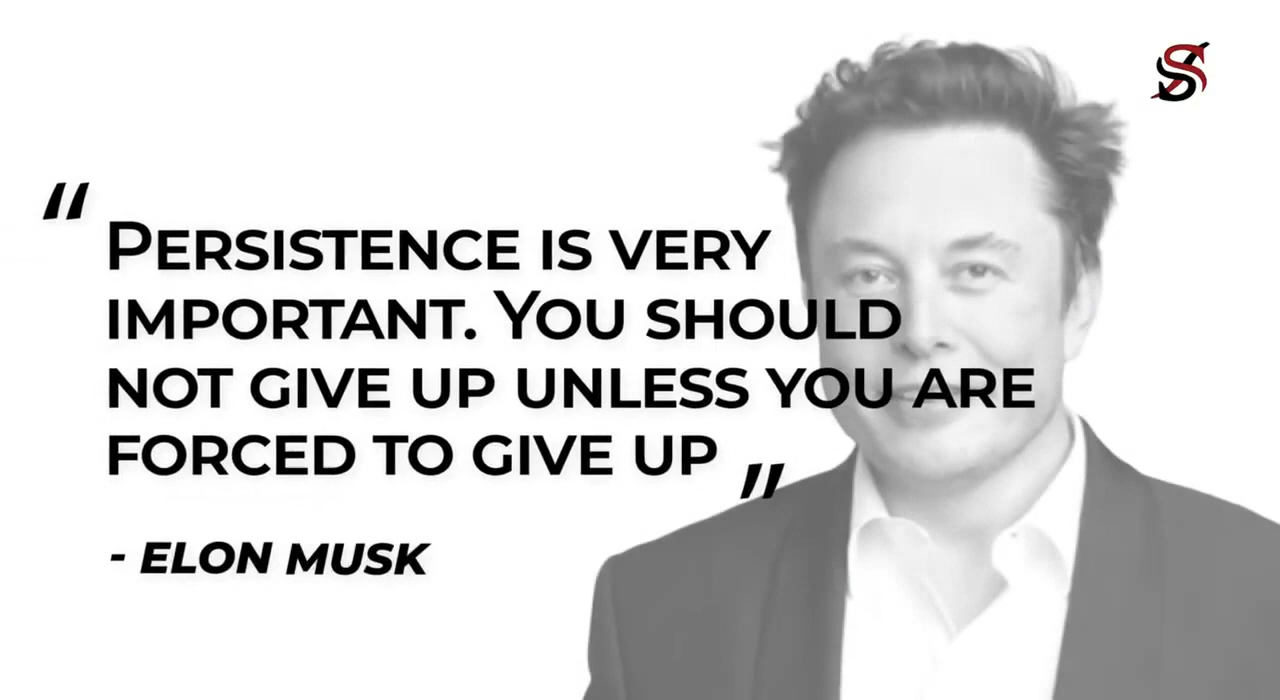 “
Persistence is very
important. You should
not give up unless you are
forced to give up
”
- ELON MUSK